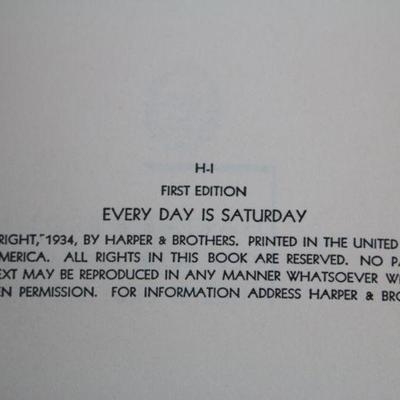 H-I
FIRST EDITION
EVERY DAY IS SATURDAY
RIGHT," 1934, BY HARPER & BROTHERS. PRINTED IN THE UNITED
MERICA. ALL RIGHTS IN THIS BOOK ARE RESERVED. NO PA
EXT MAY BE REPRODUCED IN ANY MANNER WHATSOEVER W
EN PERMISSION. FOR INFORMATION ADDRESS HARPER & BRO